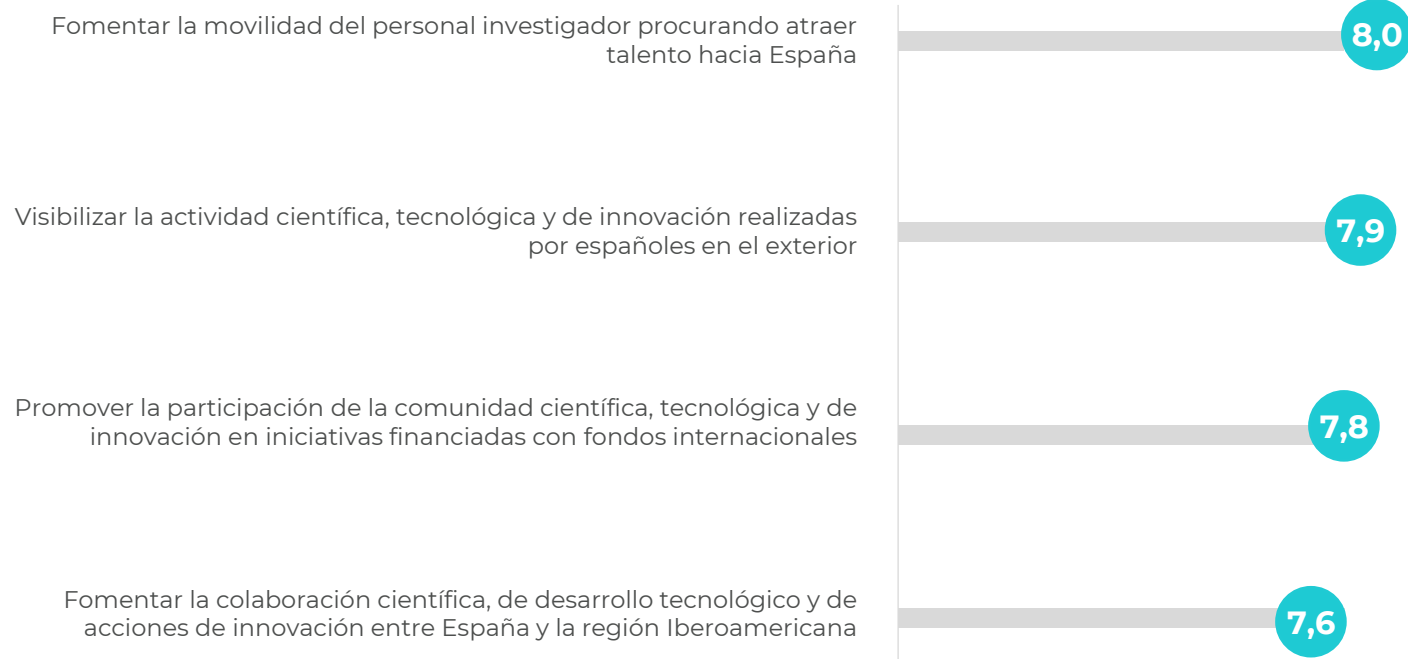 Fomentar la movilidad del personal investigador procurando atraer
talento hacia España
8,0
Visibilizar la actividad científica, tecnológica y de innovación realizadas
por españoles en el exterior
7,9
Promover la participación de la comunidad científica, tecnológica y de
innovación en iniciativas financiadas con fondos internacionales
7,8
Fomentar la colaboración científica, de desarrollo tecnológico y de
acciones de innovación entre España y la región Iberoamericana
7,6